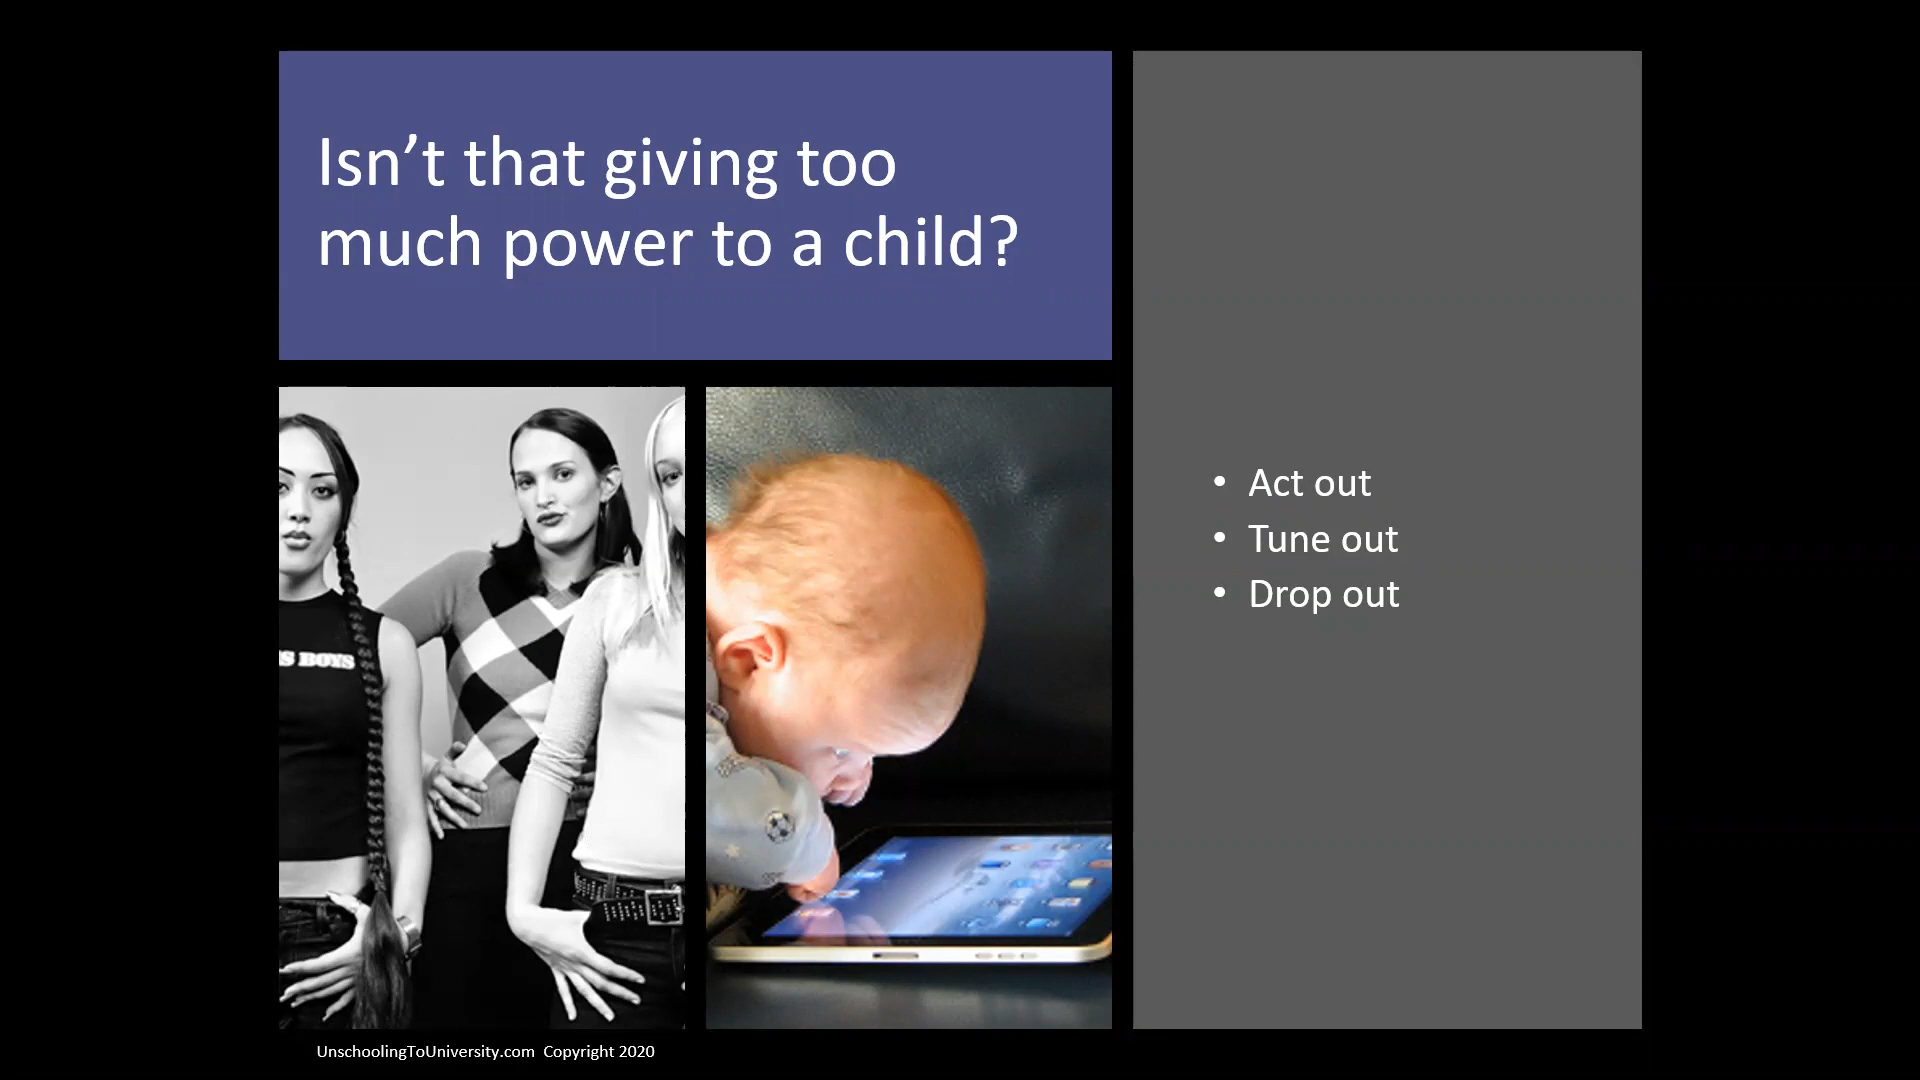 Isn’t that giving too
much power to a child?
S BOYS
• Act out
• Tune out
• Drop out
UnschoolingToUniversity.com Copyright 2020